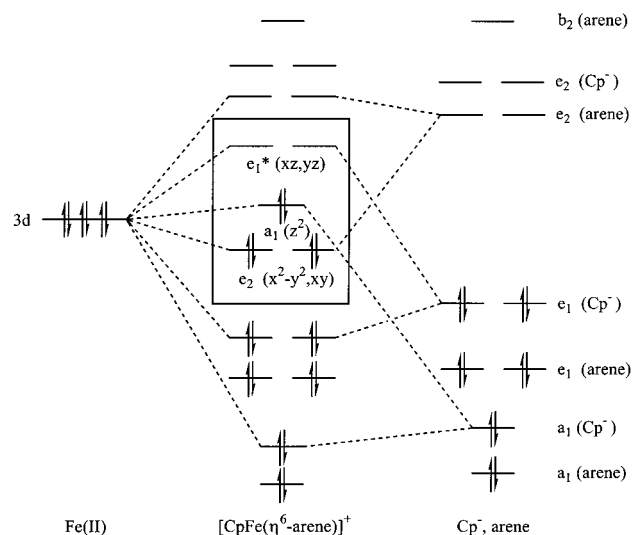 b₂ (arene)
e₂ (Cp⁻)
e₂ (arene)
e₁* (xz,yz)
3d
a₁ (z²)
e₂ (x²-y²,xy)
e₁ (Cp⁻)
e₁ (arene)
a₁ (Cp⁻)
a₁ (arene)
Fe(II) [CpFe(η⁶-arene)]⁺ Cp⁻, arene